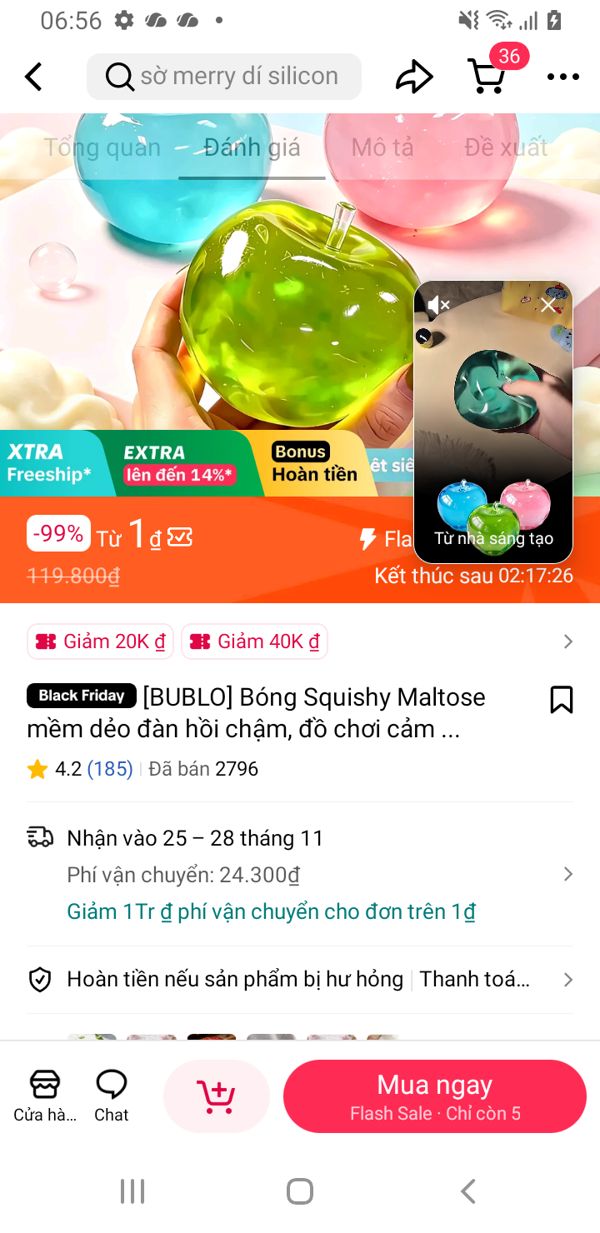 06:56
36
sờ merry dí silicon
Tổng quan Đánh giá Mô tả Đề xuất
XTRA
Freeship*
EXTRA
lên đến 14%*
Bonus
Hoàn tiền
êt siê
Từ nhà sáng tạo
-99% Từ 1₫
Fla
119.800₫
Kết thúc sau 02:17:26
Giảm 20K ₫ Giảm 40K ₫
Black Friday [BUBLO] Bóng Squishy Maltose
mềm dẻo đàn hồi chậm, đồ chơi cảm ...
4.2 (185) Đã bán 2796
Nhận vào 25 – 28 tháng 11
Phí vận chuyển: 24.300₫
Giảm 1Tr ₫ phí vận chuyển cho đơn trên 1₫
Hoàn tiền nếu sản phẩm bị hư hỏng Thanh toá...
Cửa hà... Chat
Mua ngay
Flash Sale · Chỉ còn 5